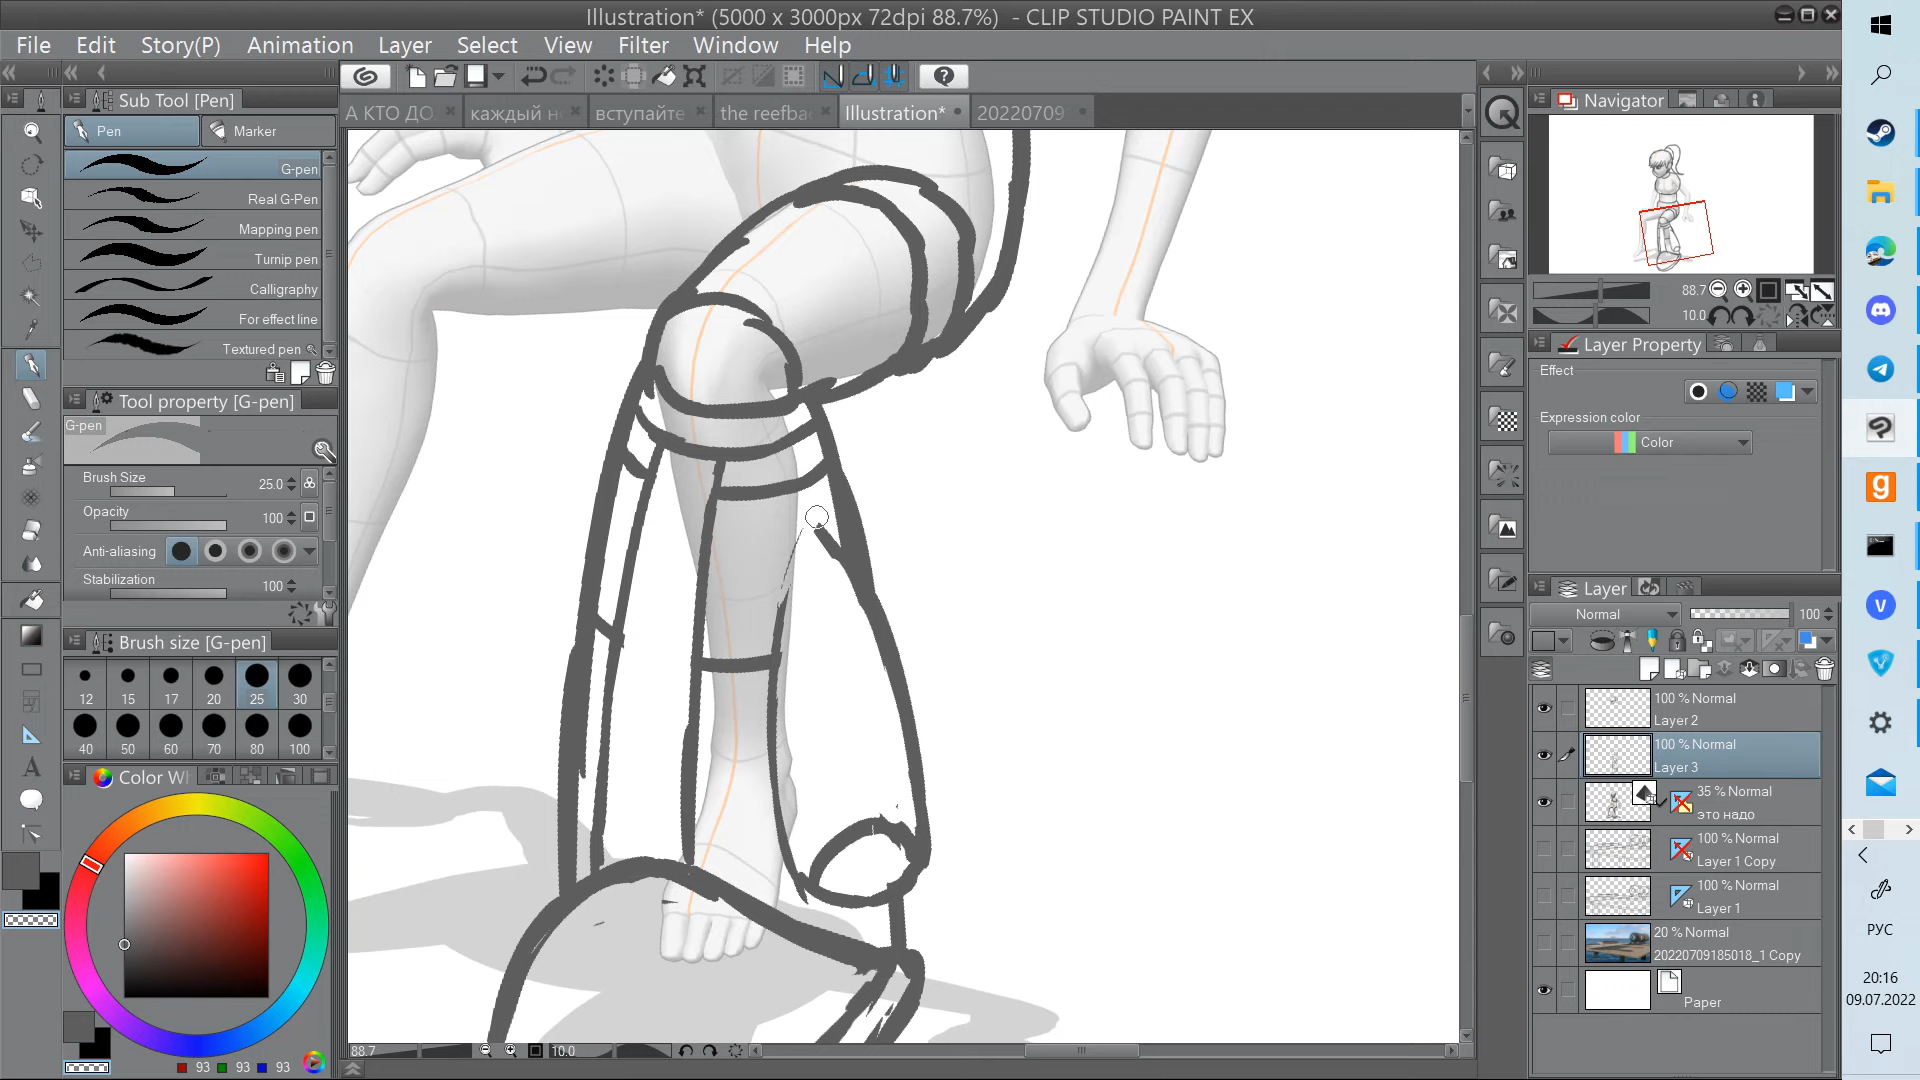 Illustration* (5000 x 3000px 72dpi 88.7%) - CLIP STUDIO PAINT EX
File Edit Story(P) Animation Layer Select View Filter Window Help
Sub Tool [Pen]
Pen
Marker
G-pen
Real G-Pen
Mapping pen
Turnip pen
Calligraphy
For effect line
Textured pen
Tool property [G-pen]
G-pen
Brush Size 25.0
Opacity 100
Anti-aliasing
Stabilization 100
Brush size [G-pen]
12 15 17 20 25 30
40 50 60 70 80 100
Color Wh
93 93 93
А КТО ДО
каждый н
вступайте
the reefba
Illustration*
20220709
88.7
10.0
Navigator
88.7
10.0
Layer Property
Effect
Expression color
Color
Layer
Normal 100
100 % Normal
Layer 2
100 % Normal
Layer 3
35 % Normal
это надо
100 % Normal
Layer 1 Copy
100 % Normal
Layer 1
20 % Normal
20220709185018_1 Copy
Paper
РУС
20:16
09.07.2022